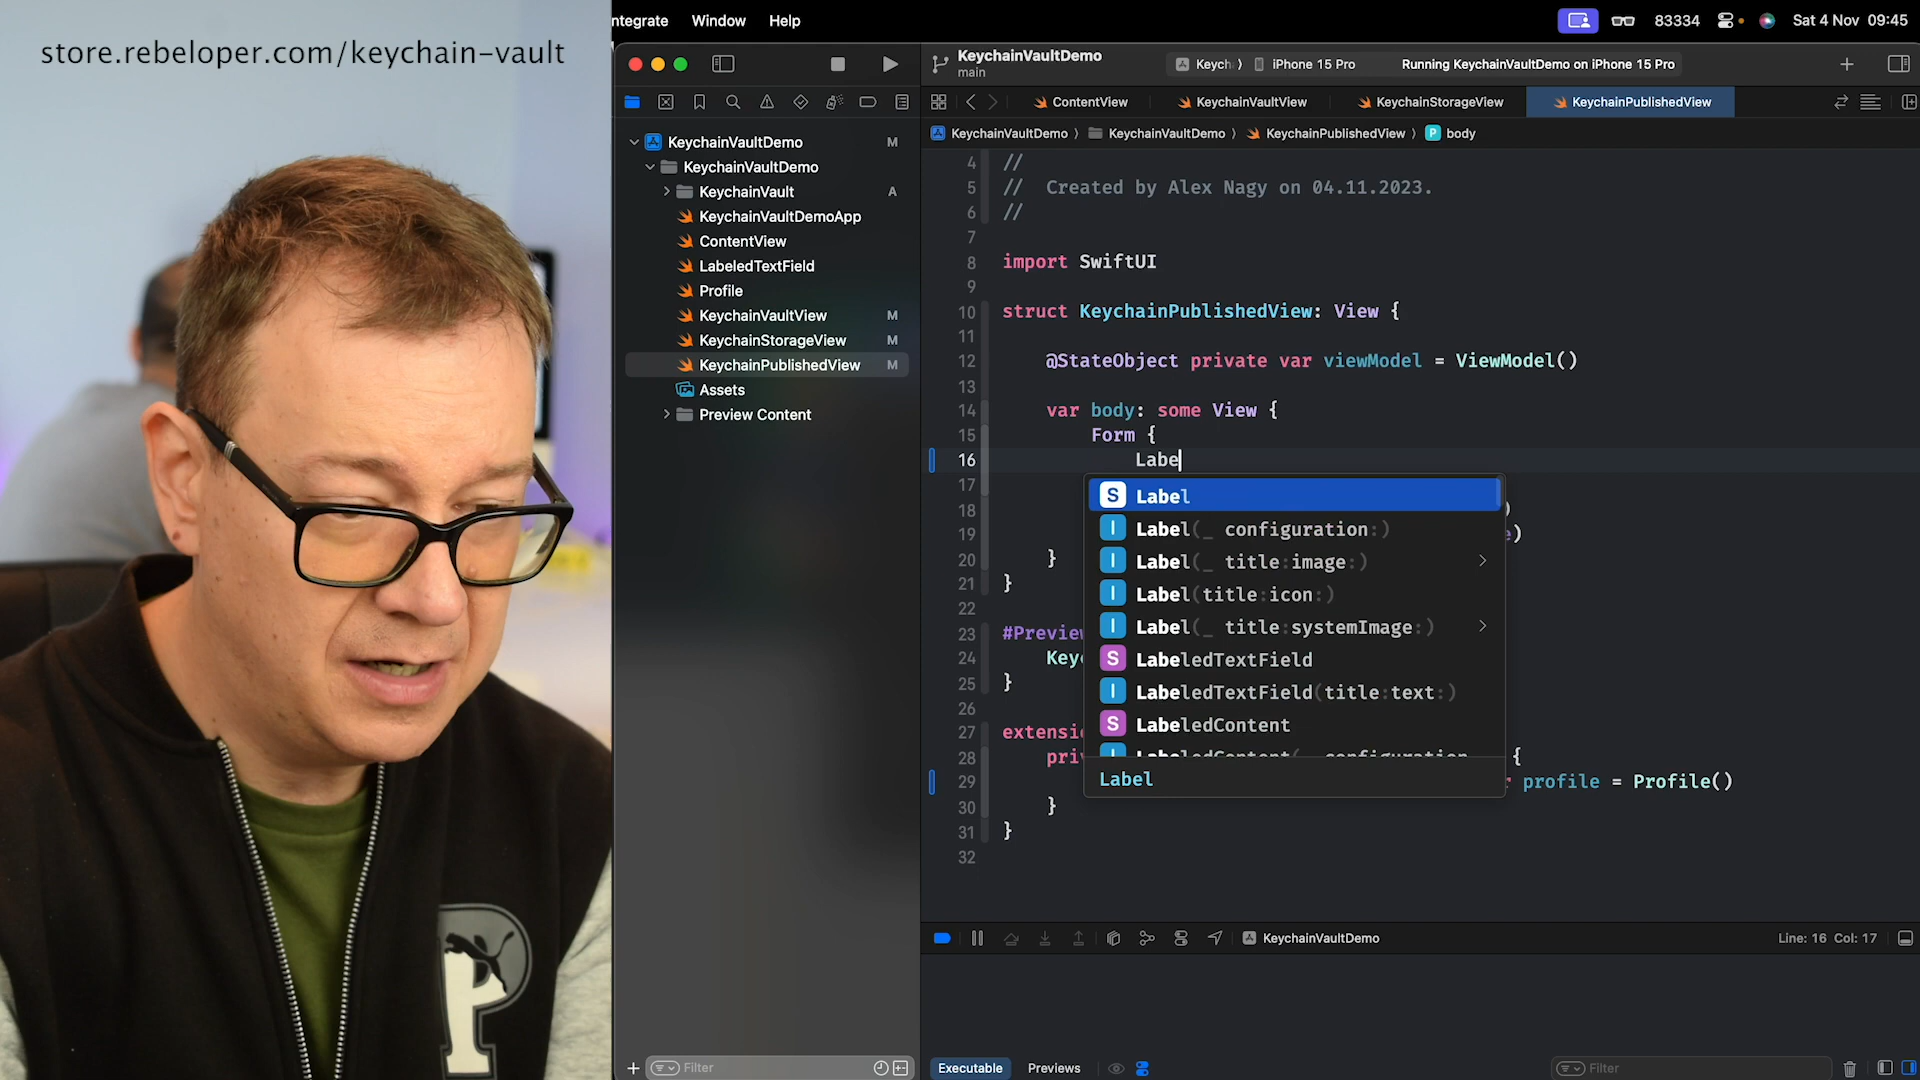 store.rebeloper.com/keychain-vault
ntegrate Window Help
83334 Sat 4 Nov 09:45
KeychainVaultDemo
main
Keych iPhone 15 Pro
Running KeychainVaultDemo on iPhone 15 Pro
ContentView KeychainVaultView KeychainStorageView KeychainPublishedView
KeychainVaultDemo KeychainVaultDemo KeychainPublishedView P body
KeychainVaultDemo M
KeychainVaultDemo
KeychainVault A
KeychainVaultDemoApp
ContentView
LabeledTextField
Profile
KeychainVaultView M
KeychainStorageView M
KeychainPublishedView M
Assets
Preview Content
4 //
5 // Created by Alex Nagy on 04.11.2023.
6 //
7
8 import SwiftUI
9
10 struct KeychainPublishedView: View {
11
12 @StateObject private var viewModel = ViewModel()
13
14 var body: some View {
15 Form {
16 Labe
17
18 )
19 )
20 }
21 }
22
23 #Preview
24 Keyc
25 }
26
27 extensi
28 priv {
29 profile = Profile()
30 }
31 }
32
S Label
I Label(_ configuration:)
I Label(_ title:image:)
I Label(title:icon:)
I Label(_ title:systemImage:)
S LabeledTextField
I LabeledTextField(title:text:)
S LabeledContent
I LabeledContent(_ configuration
Label
KeychainVaultDemo
Line: 16 Col: 17
Filter
Executable Previews
Filter
P